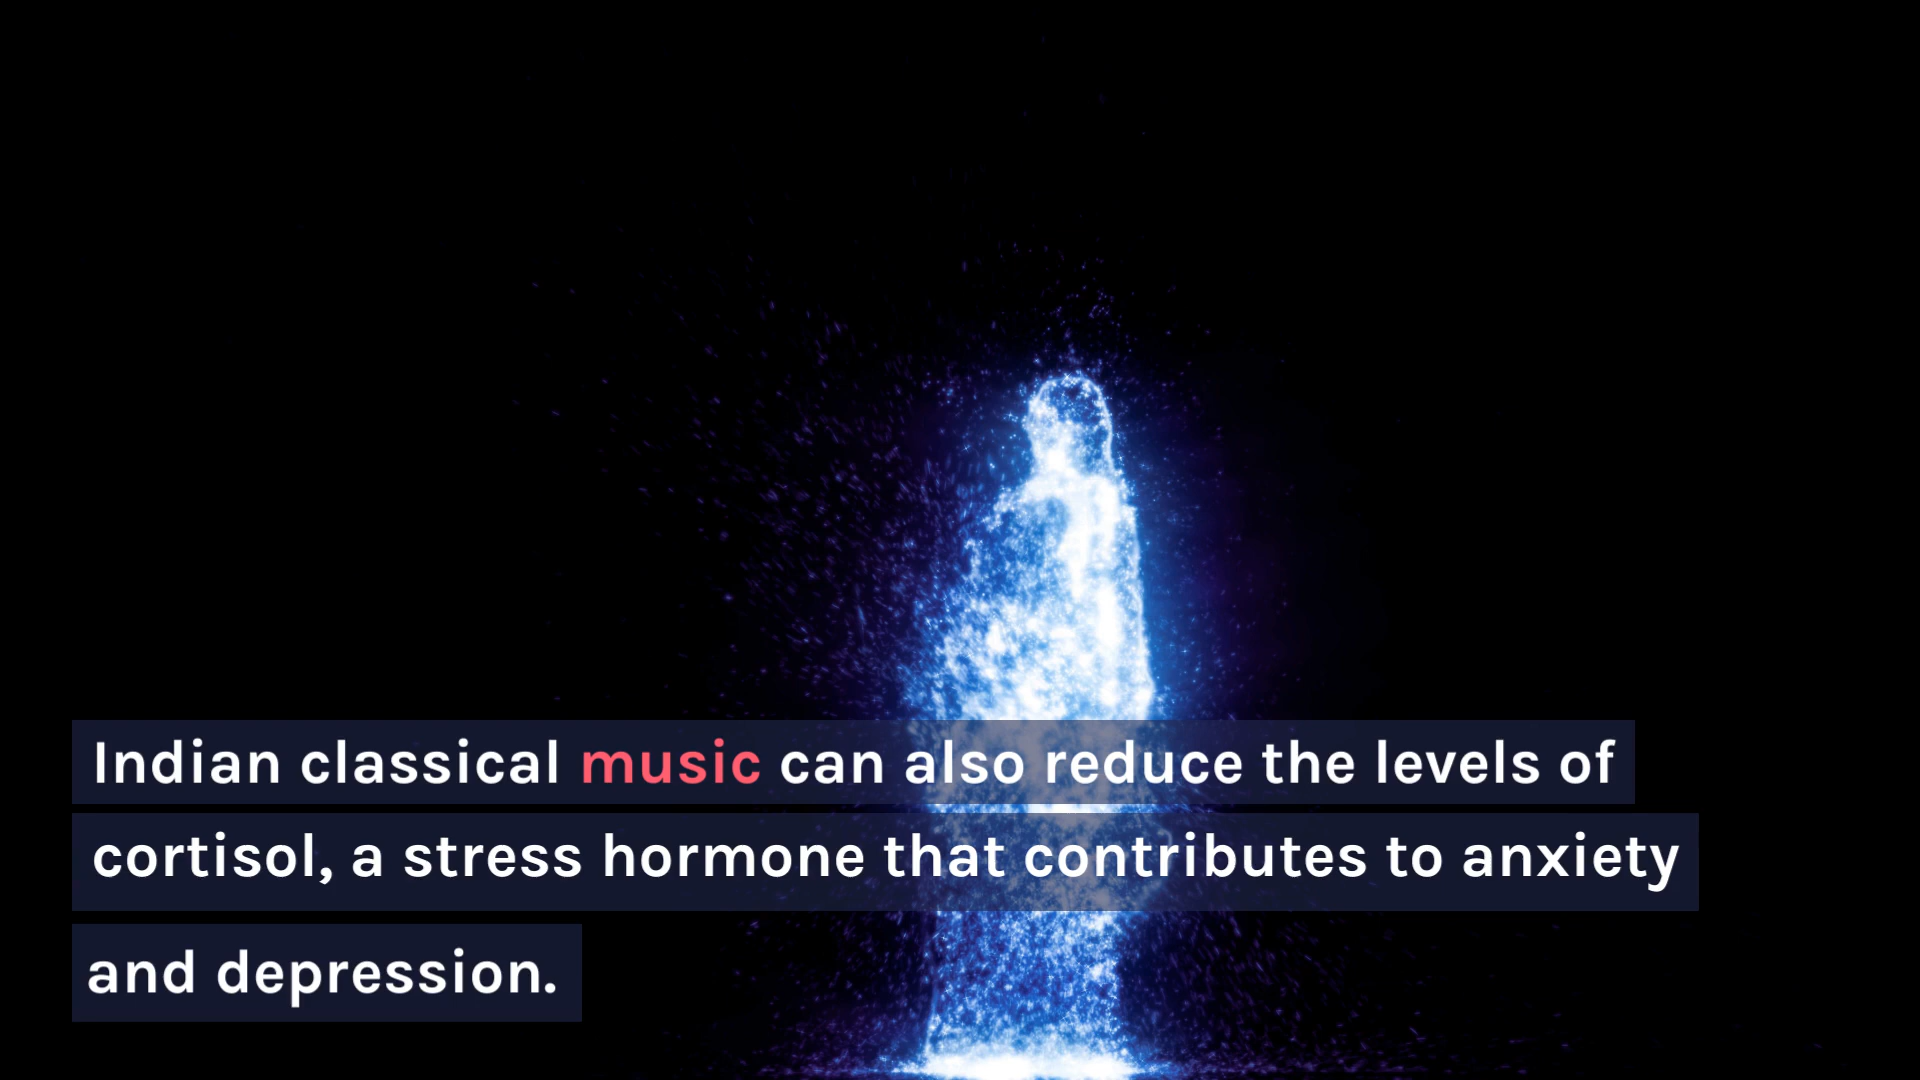 Indian classical music can also reduce the levels of
cortisol, a stress hormone that contributes to anxiety
and depression.